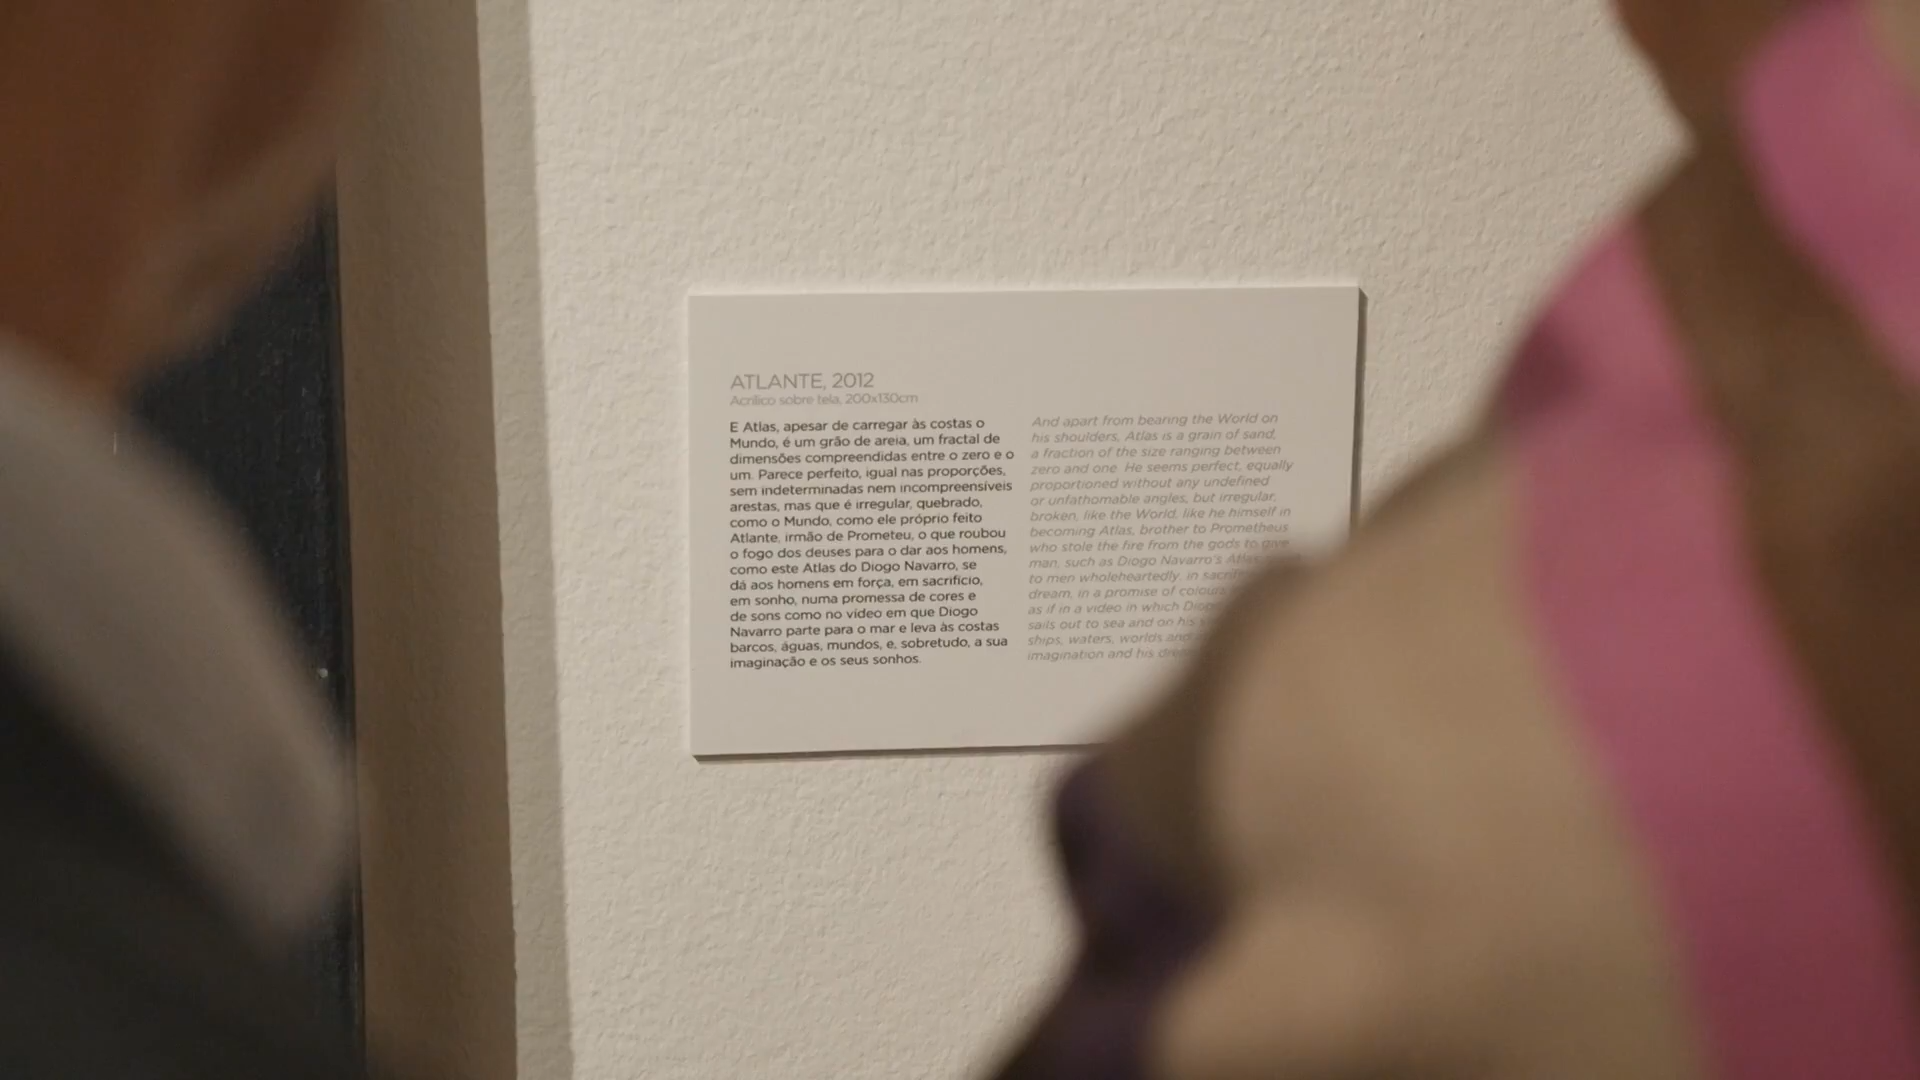 ATLANTE, 2012
Acrílico sobre tela, 200x130cm
E Atlas, apesar de carregar às costas o
Mundo, é um grão de areia, um fractal de
dimensões compreendidas entre o zero e o
um. Parece perfeito, igual nas proporções,
sem indeterminadas nem incompreensíveis
arestas, mas que é irregular, quebrado,
como o Mundo, como ele próprio feito
Atlante, irmão de Prometeu, o que roubou
o fogo dos deuses para o dar aos homens,
como este Atlas do Diogo Navarro, se
dá aos homens em força, em sacrifício,
em sonho, numa promessa de cores e
de sons como no vídeo em que Diogo
Navarro parte para o mar e leva às costas
barcos, águas, mundos, e, sobretudo, a sua
imaginação e os seus sonhos.
And apart from bearing the World on
his shoulders, Atlas is a grain of sand,
a fraction of the size ranging between
zero and one. He seems perfect, equally
proportioned without any undefined
or unfathomable angles, but irregular,
broken, like the World, like he himself in
becoming Atlas, brother to Prometheus
who stole the fire from the gods to give
man, such as Diogo Navarro's Atlas
to men wholeheartedly, in
dream, in a promise of colours
as if in a video in which
sails out to sea and on his
ships, waters, worlds and
imagination and his